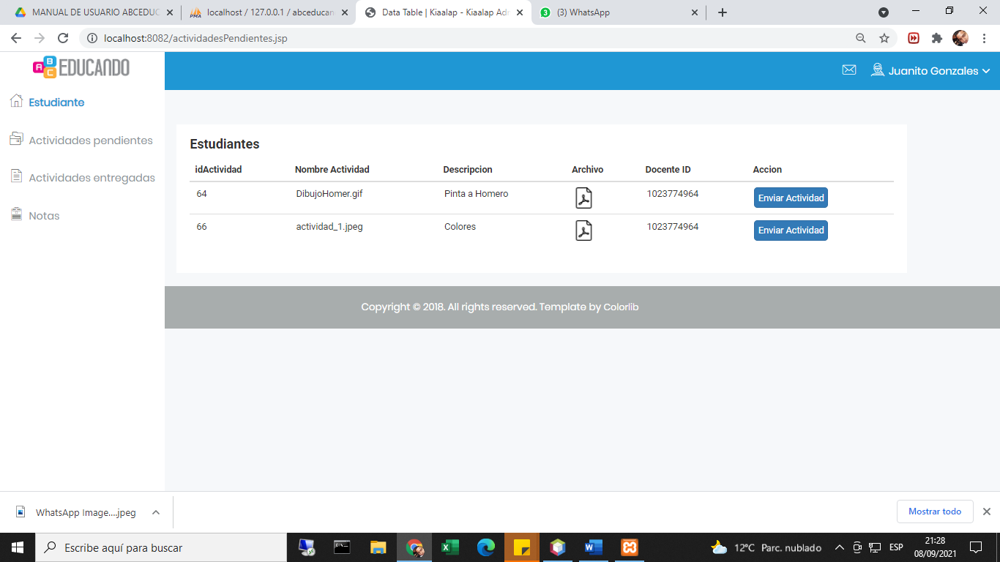 MANUAL DE USUARIO ABCEDUC
localhost / 127.0.0.1 / abceducan
Data Table | Kiaalap - Kiaalap Adr
3
(3) WhatsApp
localhost:8082/actividadesPendientes.jsp
A B C EDUCANDO
Juanito Gonzales
Estudiante
Actividades pendientes
Actividades entregadas
Notas
Estudiantes
idActividad Nombre Actividad Descripcion Archivo Docente ID Accion
64 DibujoHomer.gif Pinta a Homero 1023774964 Enviar Actividad
66 actividad_1.jpeg Colores 1023774964 Enviar Actividad
Copyright © 2018. All rights reserved. Template by Colorlib
WhatsApp Image....jpeg
Mostrar todo
Escribe aquí para buscar
12°C Parc. nublado
ESP
21:28
08/09/2021